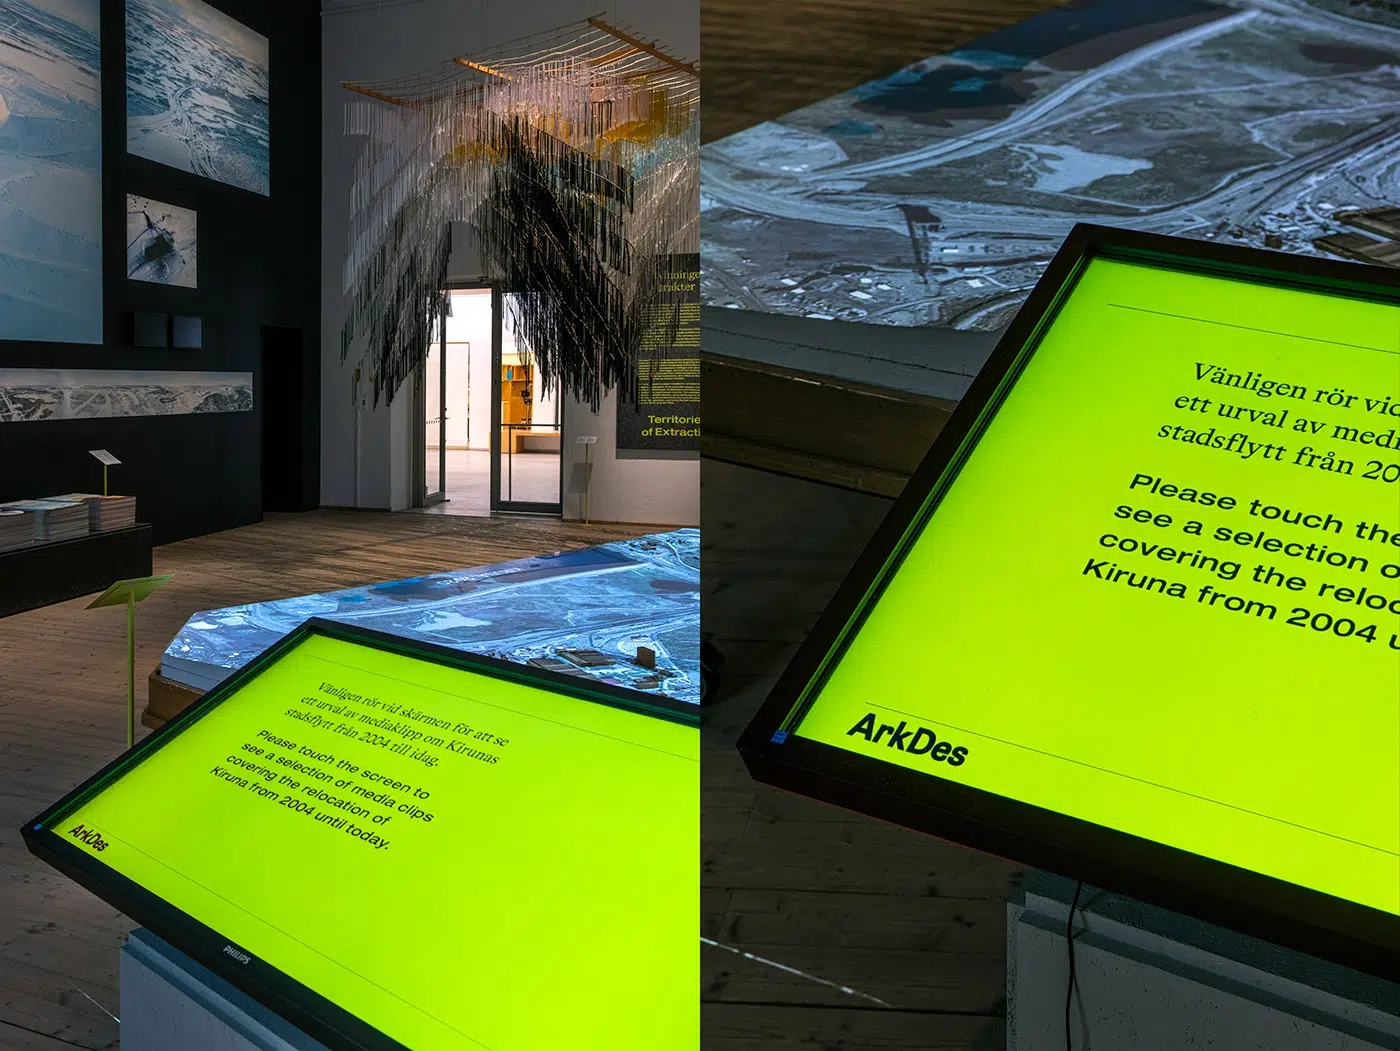 vinninge
trakter
Territorie
of Extracti
Vänligen rör vid skärmen för att se
ett urval av mediaklipp om Kirunas
stadsflytt från 2004 till idag.
Please touch the screen to
see a selection of media clips
covering the relocation of
Kiruna from 2004 until today.
ArkDes
PHILIPS
Vänligen rör vid
ett urval av medi
stadsflytt från 20
Please touch the
see a selection o
covering the reloc
Kiruna from 2004 u
ArkDes